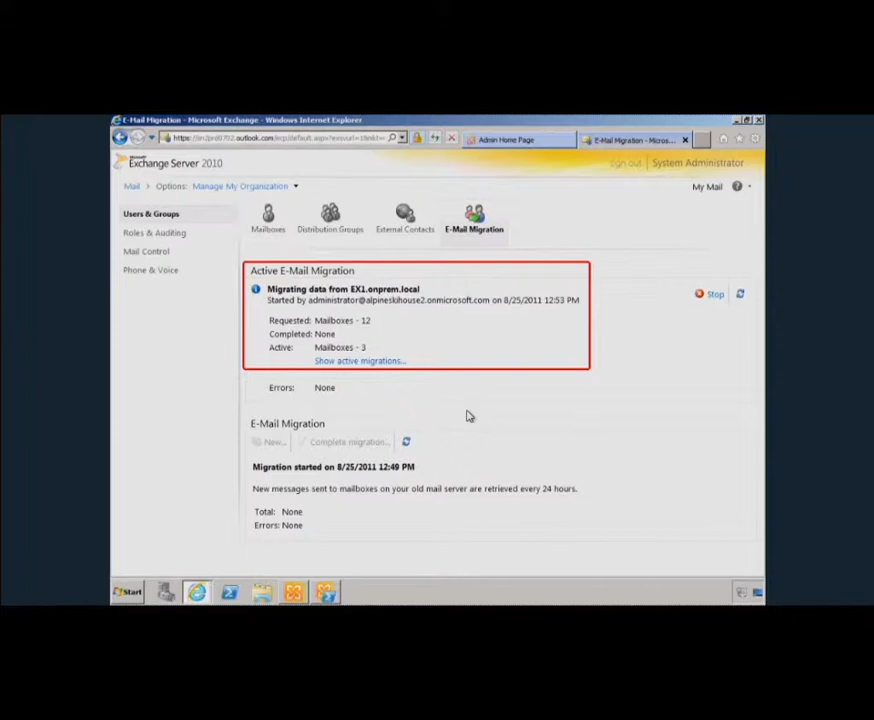 E-Mail Migration - Microsoft Exchange - Windows Internet Explorer
Admin Home Page
E-Mail Migration - Micros...
Microsoft
Exchange Server 2010
sign out
System Administrator
Mail
Options: Manage My Organization
My Mail
Users & Groups
Roles & Auditing
Mail Control
Phone & Voice
Mailboxes
Distribution Groups
External Contacts
E-Mail Migration
Active E-Mail Migration
Migrating data from EX1.onprem.local
Started by administrator@alpineskihouse2.onmicrosoft.com on 8/25/2011 12:53 PM
Stop
Requested: Mailboxes - 12
Completed: None
Active: Mailboxes - 3
Show active migrations...
Errors: None
E-Mail Migration
New...
Complete migration...
Migration started on 8/25/2011 12:49 PM
New messages sent to mailboxes on your old mail server are retrieved every 24 hours.
Total: None
Errors: None
Start